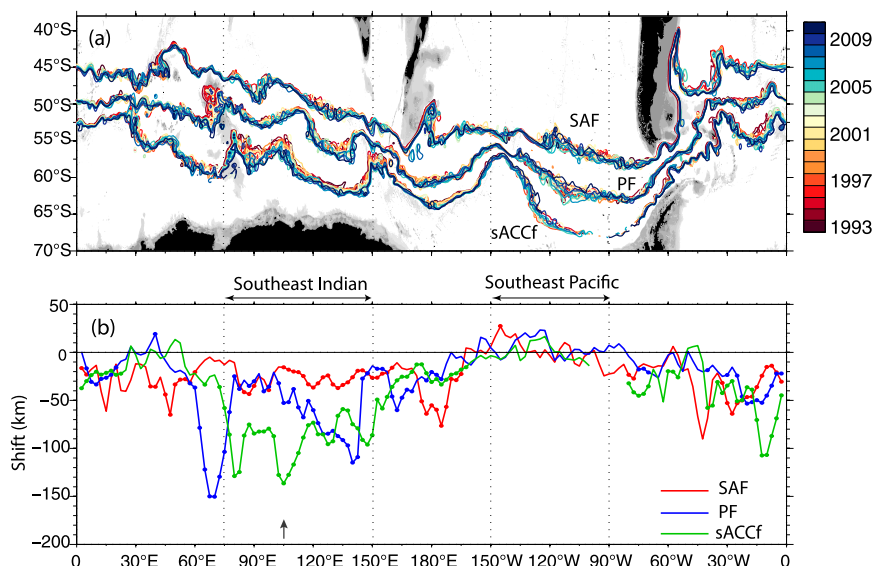 (a)
40°S
45°S
50°S
55°S
60°S
65°S
70°S
SAF
PF
sACCf
2009
2005
2001
1997
1993
Southeast Indian
Southeast Pacific
(b)
Shift (km)
50
0
−50
−100
−150
−200
0 30°E 60°E 90°E 120°E 150°E 180°E 150°W 120°W 90°W 60°W 30°W 0
SAF
PF
sACCf